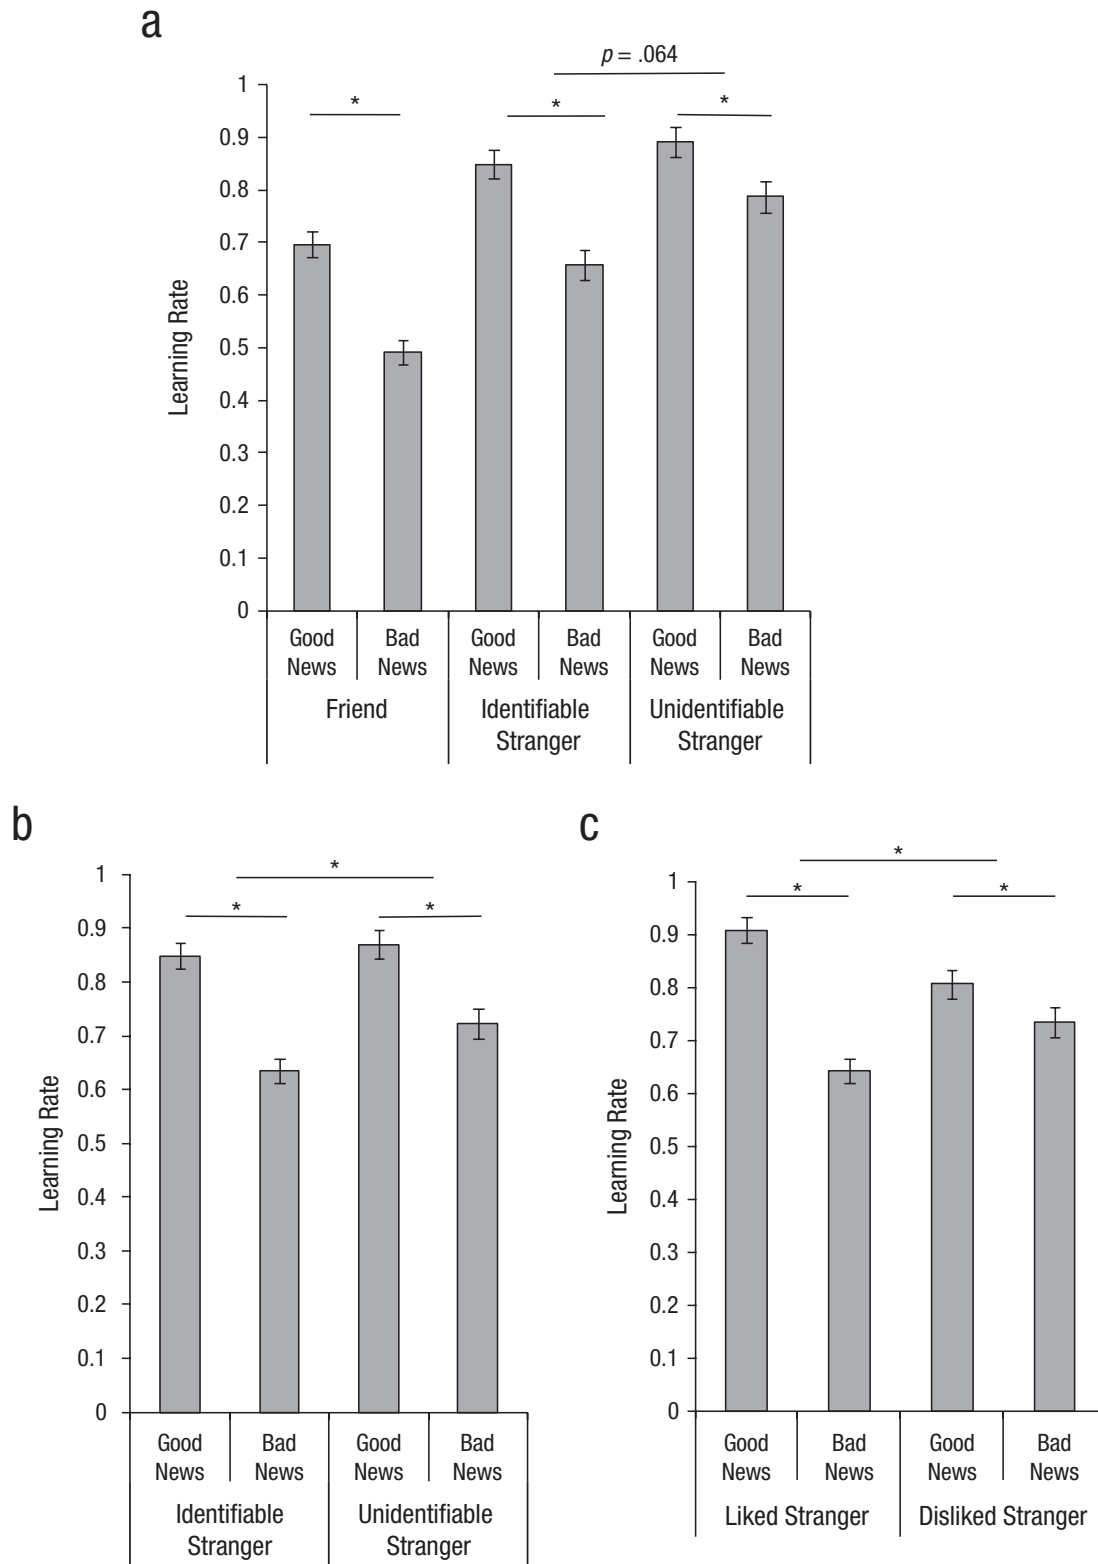 a
p = .064
* * *
1
0.9
0.8
0.7
0.6
0.5
0.4
0.3
0.2
0.1
0
Learning Rate
Good Bad Good Bad Good Bad
News News News News News News
Friend Identifiable Unidentifiable
Stranger Stranger
b
*
* *
1
0.9
0.8
0.7
0.6
0.5
0.4
0.3
0.2
0.1
0
Learning Rate
Good Bad Good Bad
News News News News
Identifiable Unidentifiable
Stranger Stranger
c
*
* *
1
0.9
0.8
0.7
0.6
0.5
0.4
0.3
0.2
0.1
0
Learning Rate
Good Bad Good Bad
News News News News
Liked Stranger Disliked Stranger